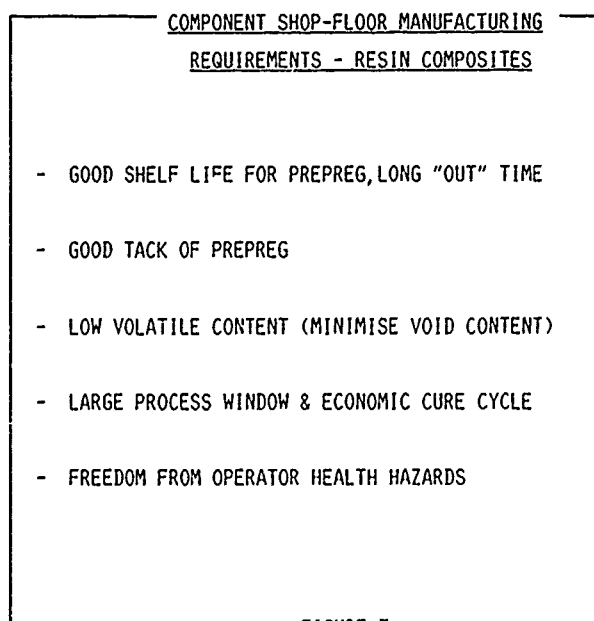 COMPONENT SHOP-FLOOR MANUFACTURING
REQUIREMENTS - RESIN COMPOSITES
- GOOD SHELF LIFE FOR PREPREG, LONG "OUT" TIME
- GOOD TACK OF PREPREG
- LOW VOLATILE CONTENT (MINIMISE VOID CONTENT)
- LARGE PROCESS WINDOW & ECONOMIC CURE CYCLE
- FREEDOM FROM OPERATOR HEALTH HAZARDS